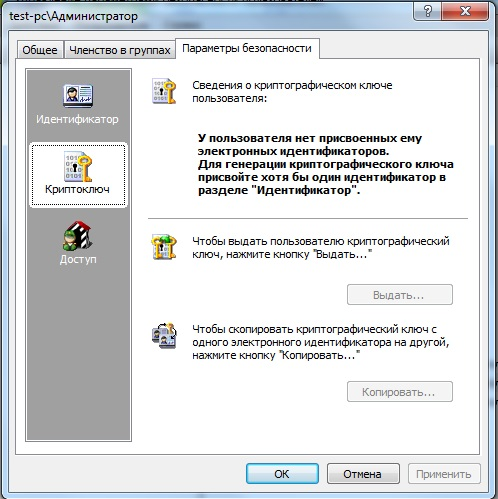 test-pc\Администратор
Общее
Членство в группах
Параметры безопасности
Идентификатор
Криптоключ
Доступ
Сведения о криптографическом ключе
пользователя:
У пользователя нет присвоенных ему
электронных идентификаторов.
Для генерации криптографического ключа
присвойте хотя бы один идентификатор в
разделе "Идентификатор".
Чтобы выдать пользователю криптографический
ключ, нажмите кнопку "Выдать..."
Выдать...
Чтобы скопировать криптографический ключ с
одного электронного идентификатора на другой,
нажмите кнопку "Копировать..."
Копировать...
OK
Отмена
Применить